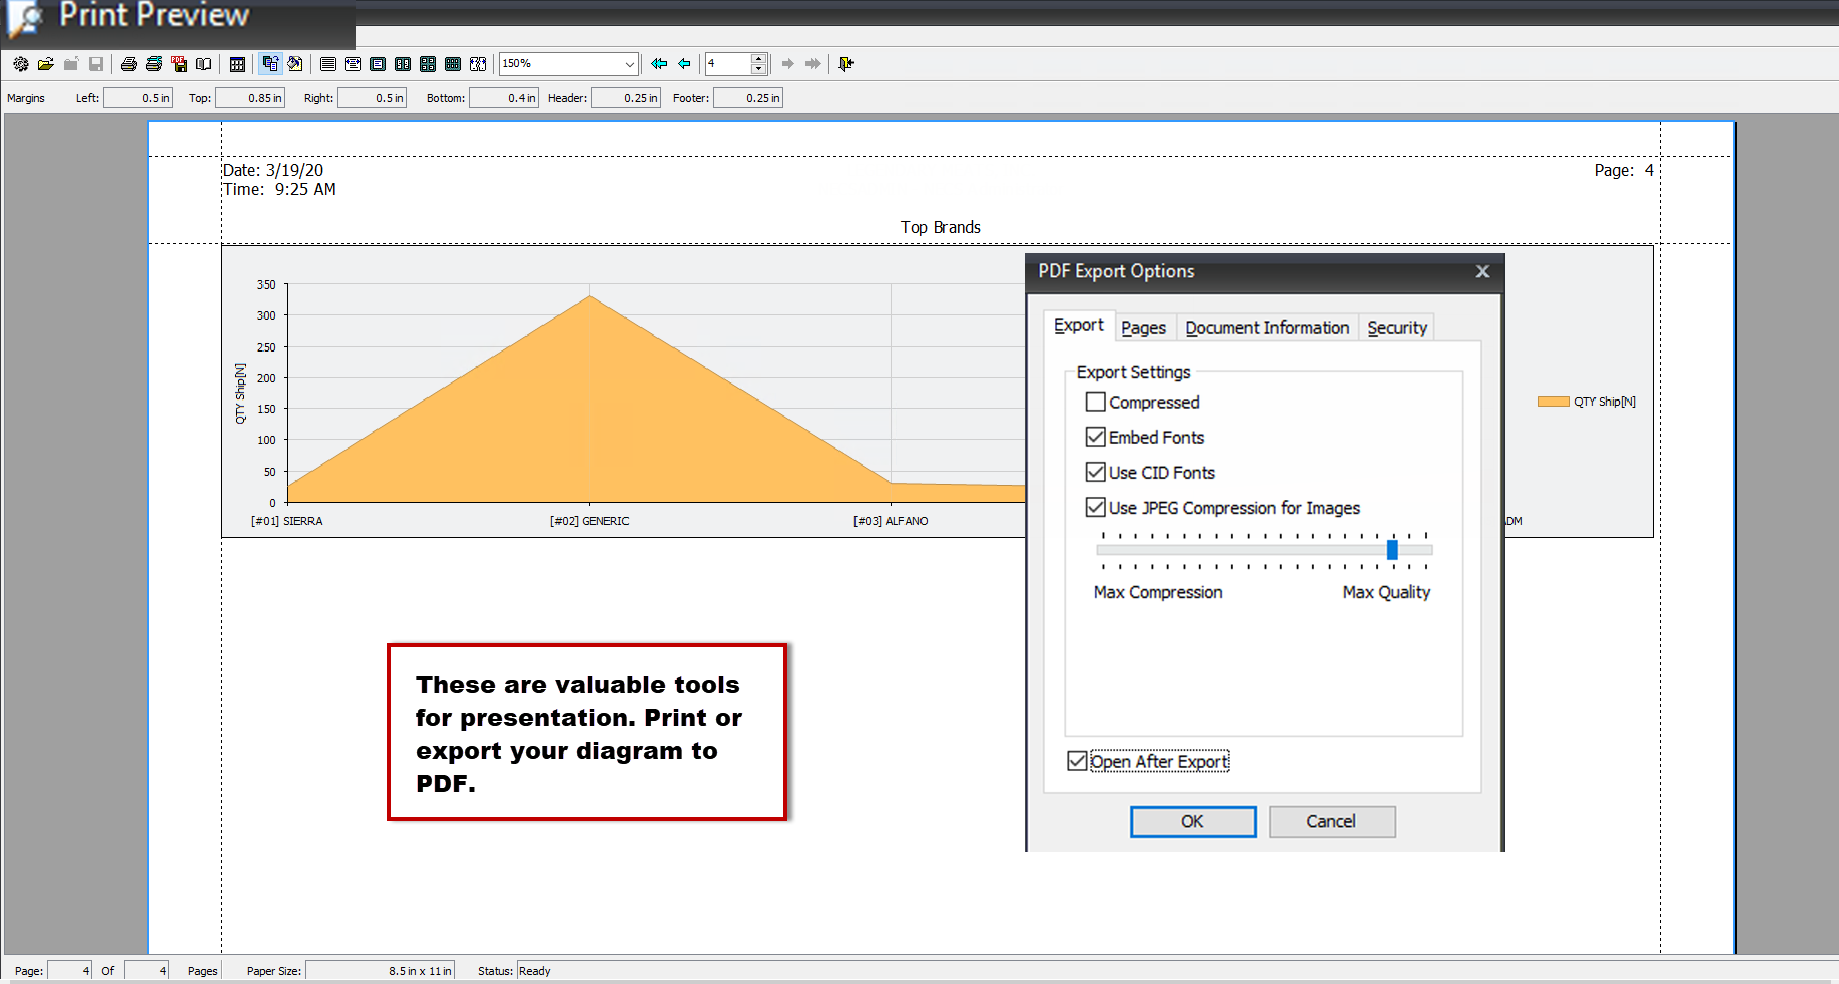 Print Preview
150%
4
Margins Left: 0.5 in Top: 0.85 in Right: 0.5 in Bottom: 0.4 in Header: 0.25 in Footer: 0.25 in
Date: 3/19/20 Page: 4
Time: 9:25 AM
Top Brands
350
300
250
200
150
100
50
0
QTY Ship[N]
[#01] SIERRA [#02] GENERIC [#03] ALFANO DM
QTY Ship[N]
PDF Export Options
Export Pages Document Information Security
Export Settings
Compressed
Embed Fonts
Use CID Fonts
Use JPEG Compression for Images
Max Compression Max Quality
Open After Export
OK Cancel
These are valuable tools
for presentation. Print or
export your diagram to
PDF.
Page: 4 Of 4 Pages Paper Size: 8.5 in x 11 in Status: Ready